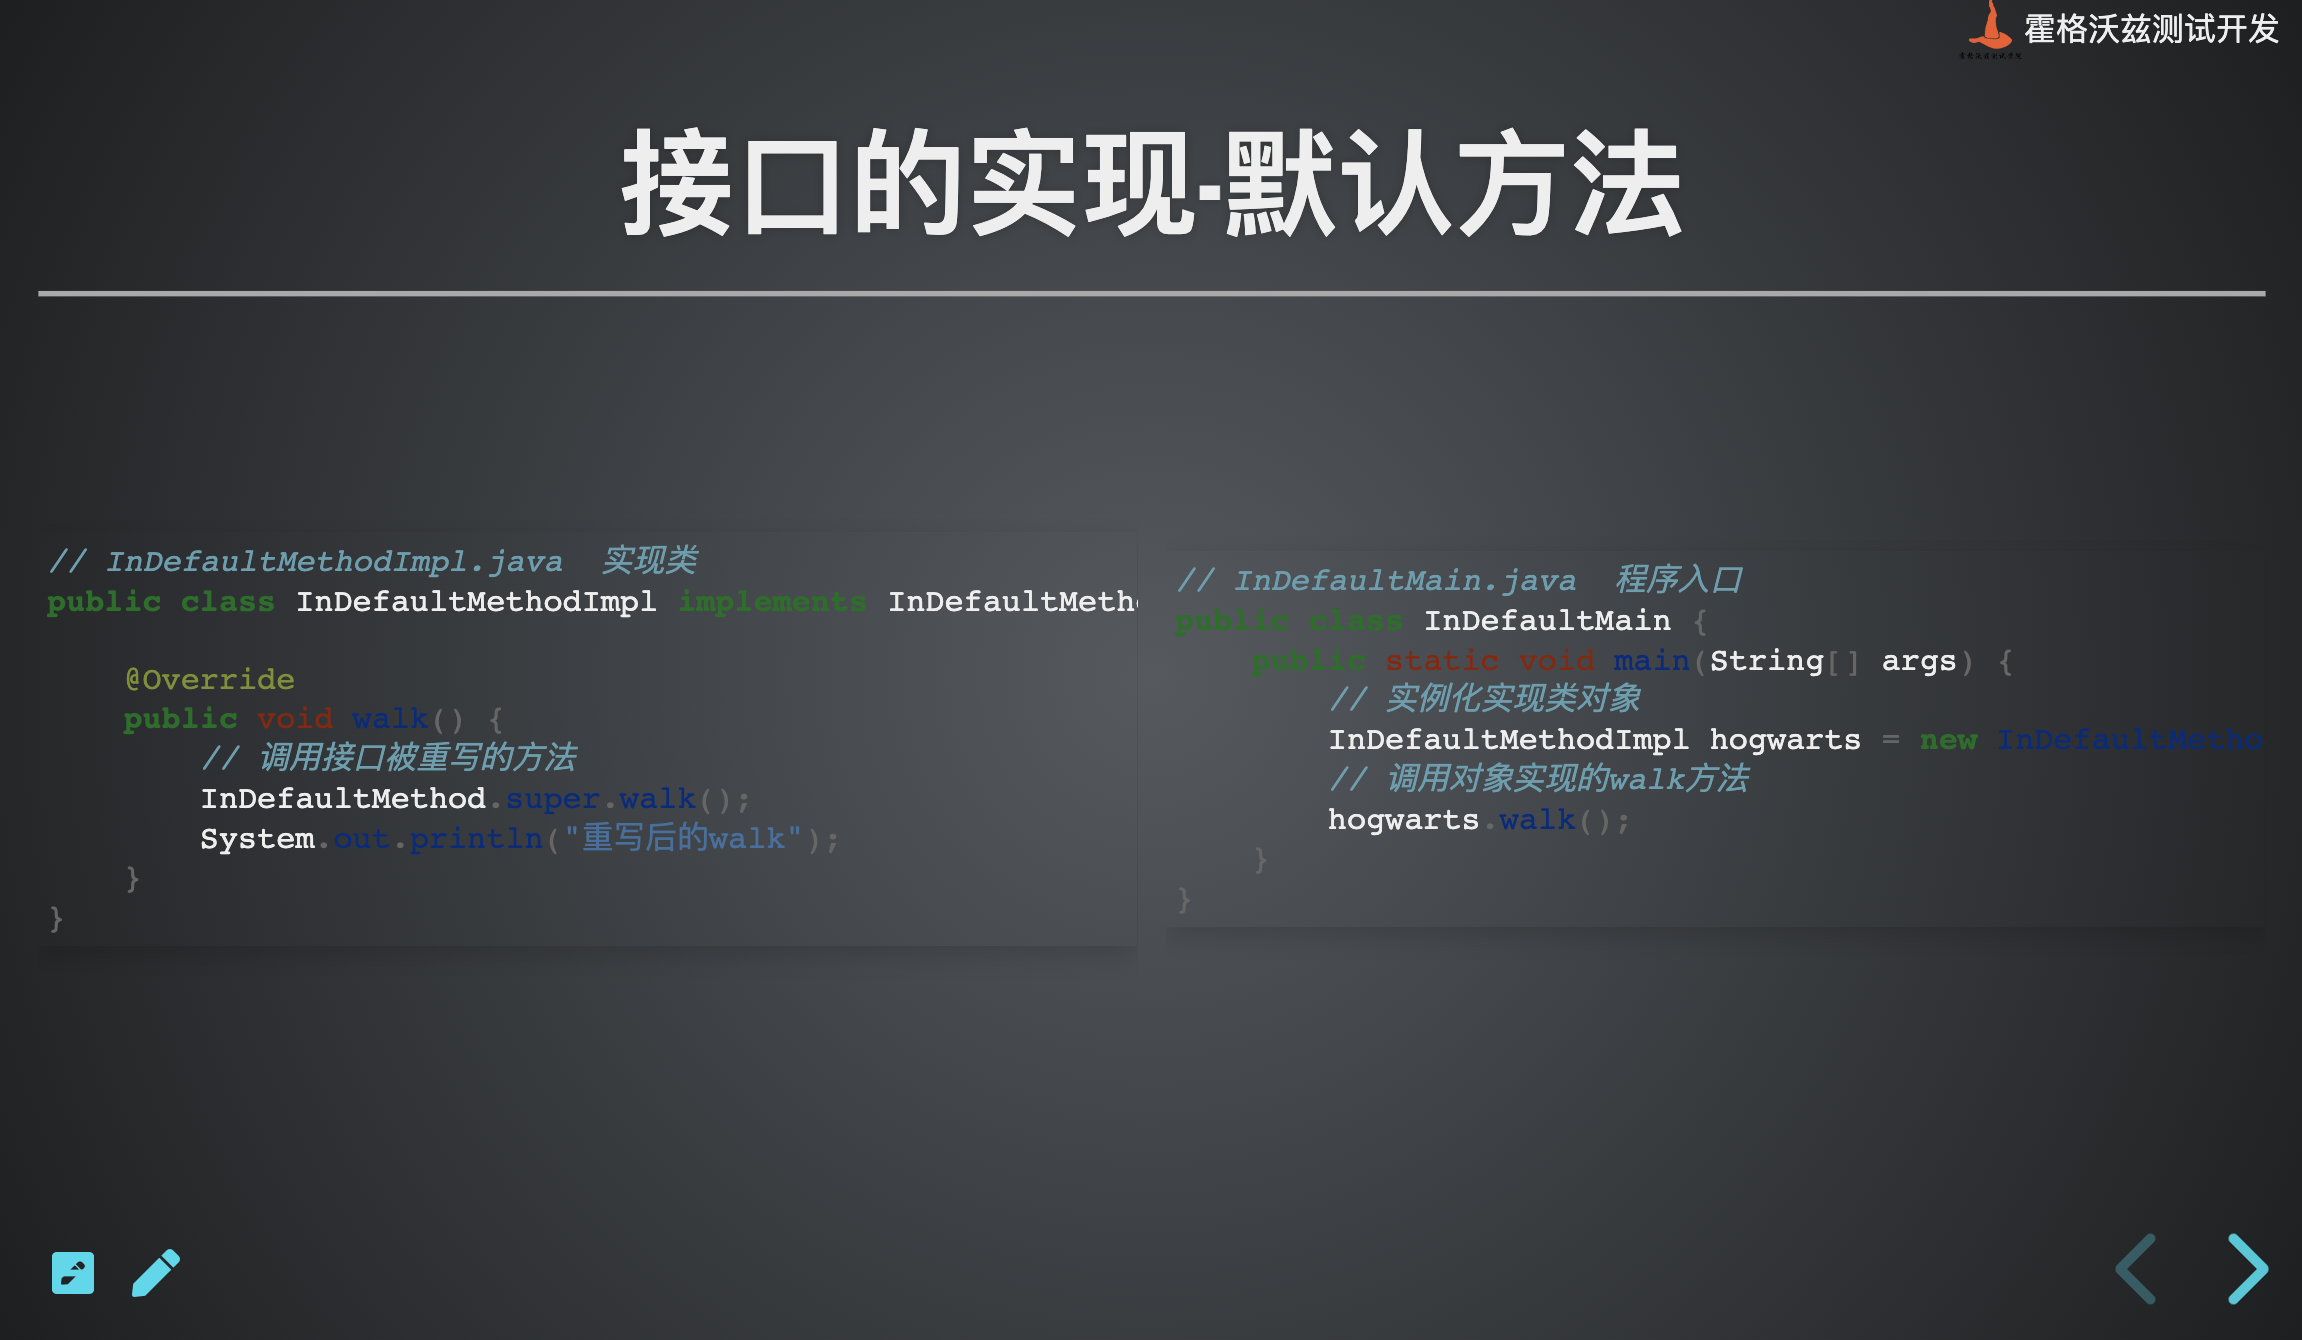 霍格沃兹测试开发
接口的实现-默认方法
// InDefaultMethodImpl.java  实现类
public class InDefaultMethodImpl implements InDefaultMeth
    @Override
    public void walk() {
        // 调用接口被重写的方法
        InDefaultMethod.super.walk();
        System.out.println("重写后的walk");
    }
}
// InDefaultMain.java  程序入口
public class InDefaultMain {
    public static void main(String[] args) {
        // 实例化实现类对象
        InDefaultMethodImpl hogwarts = new InDefaultMetho
        // 调用对象实现的walk方法
        hogwarts.walk();
    }
}